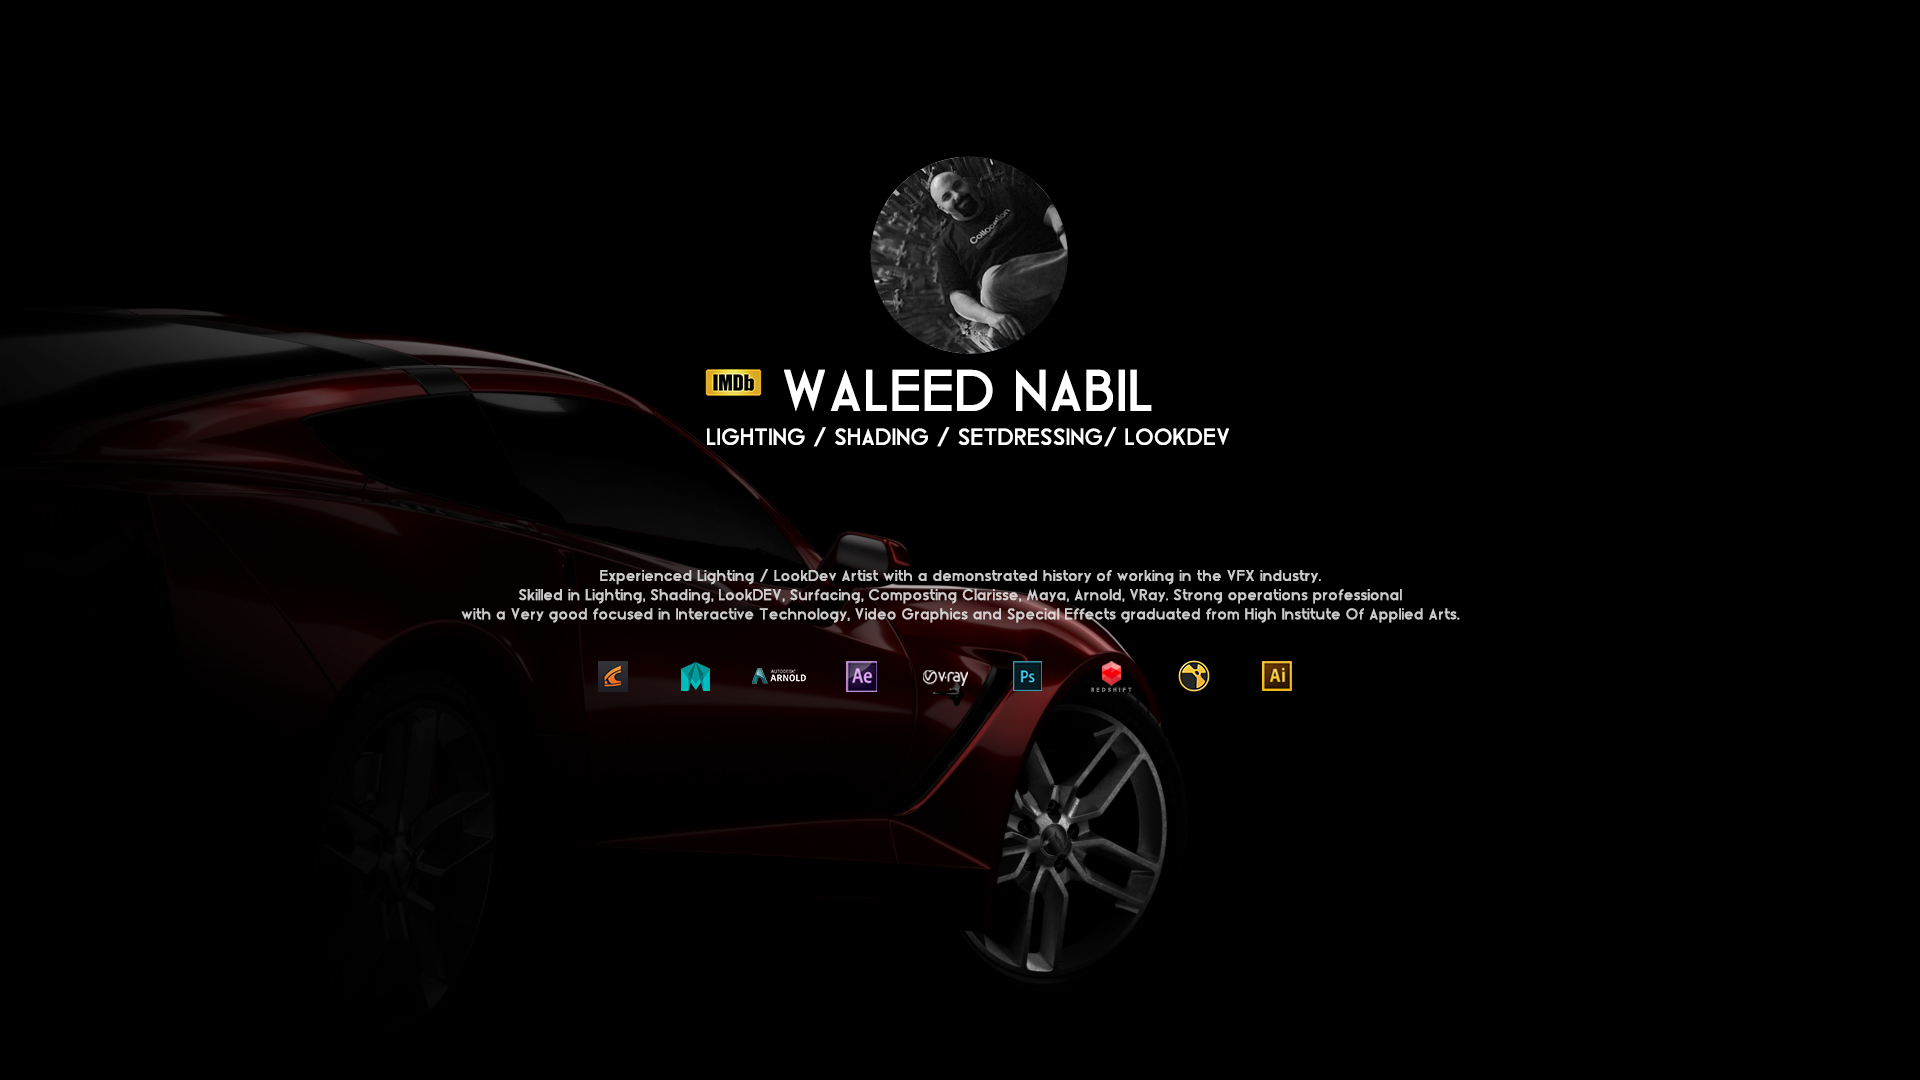 Collocation
IMDb
WALEED NABIL
LIGHTING / SHADING / SETDRESSING/ LOOKDEV
Experienced Lighting / LookDev Artist with a demonstrated history of working in the VFX industry.
Skilled in Lighting, Shading, LookDEV, Surfacing, Composting Clarisse, Maya, Arnold, VRay. Strong operations professional
with a Very good focused in Interactive Technology, Video Graphics and Special Effects graduated from High Institute Of Applied Arts.
AUTODESK
ARNOLD
Ae
v-ray
Ps
REDSHIFT
Ai